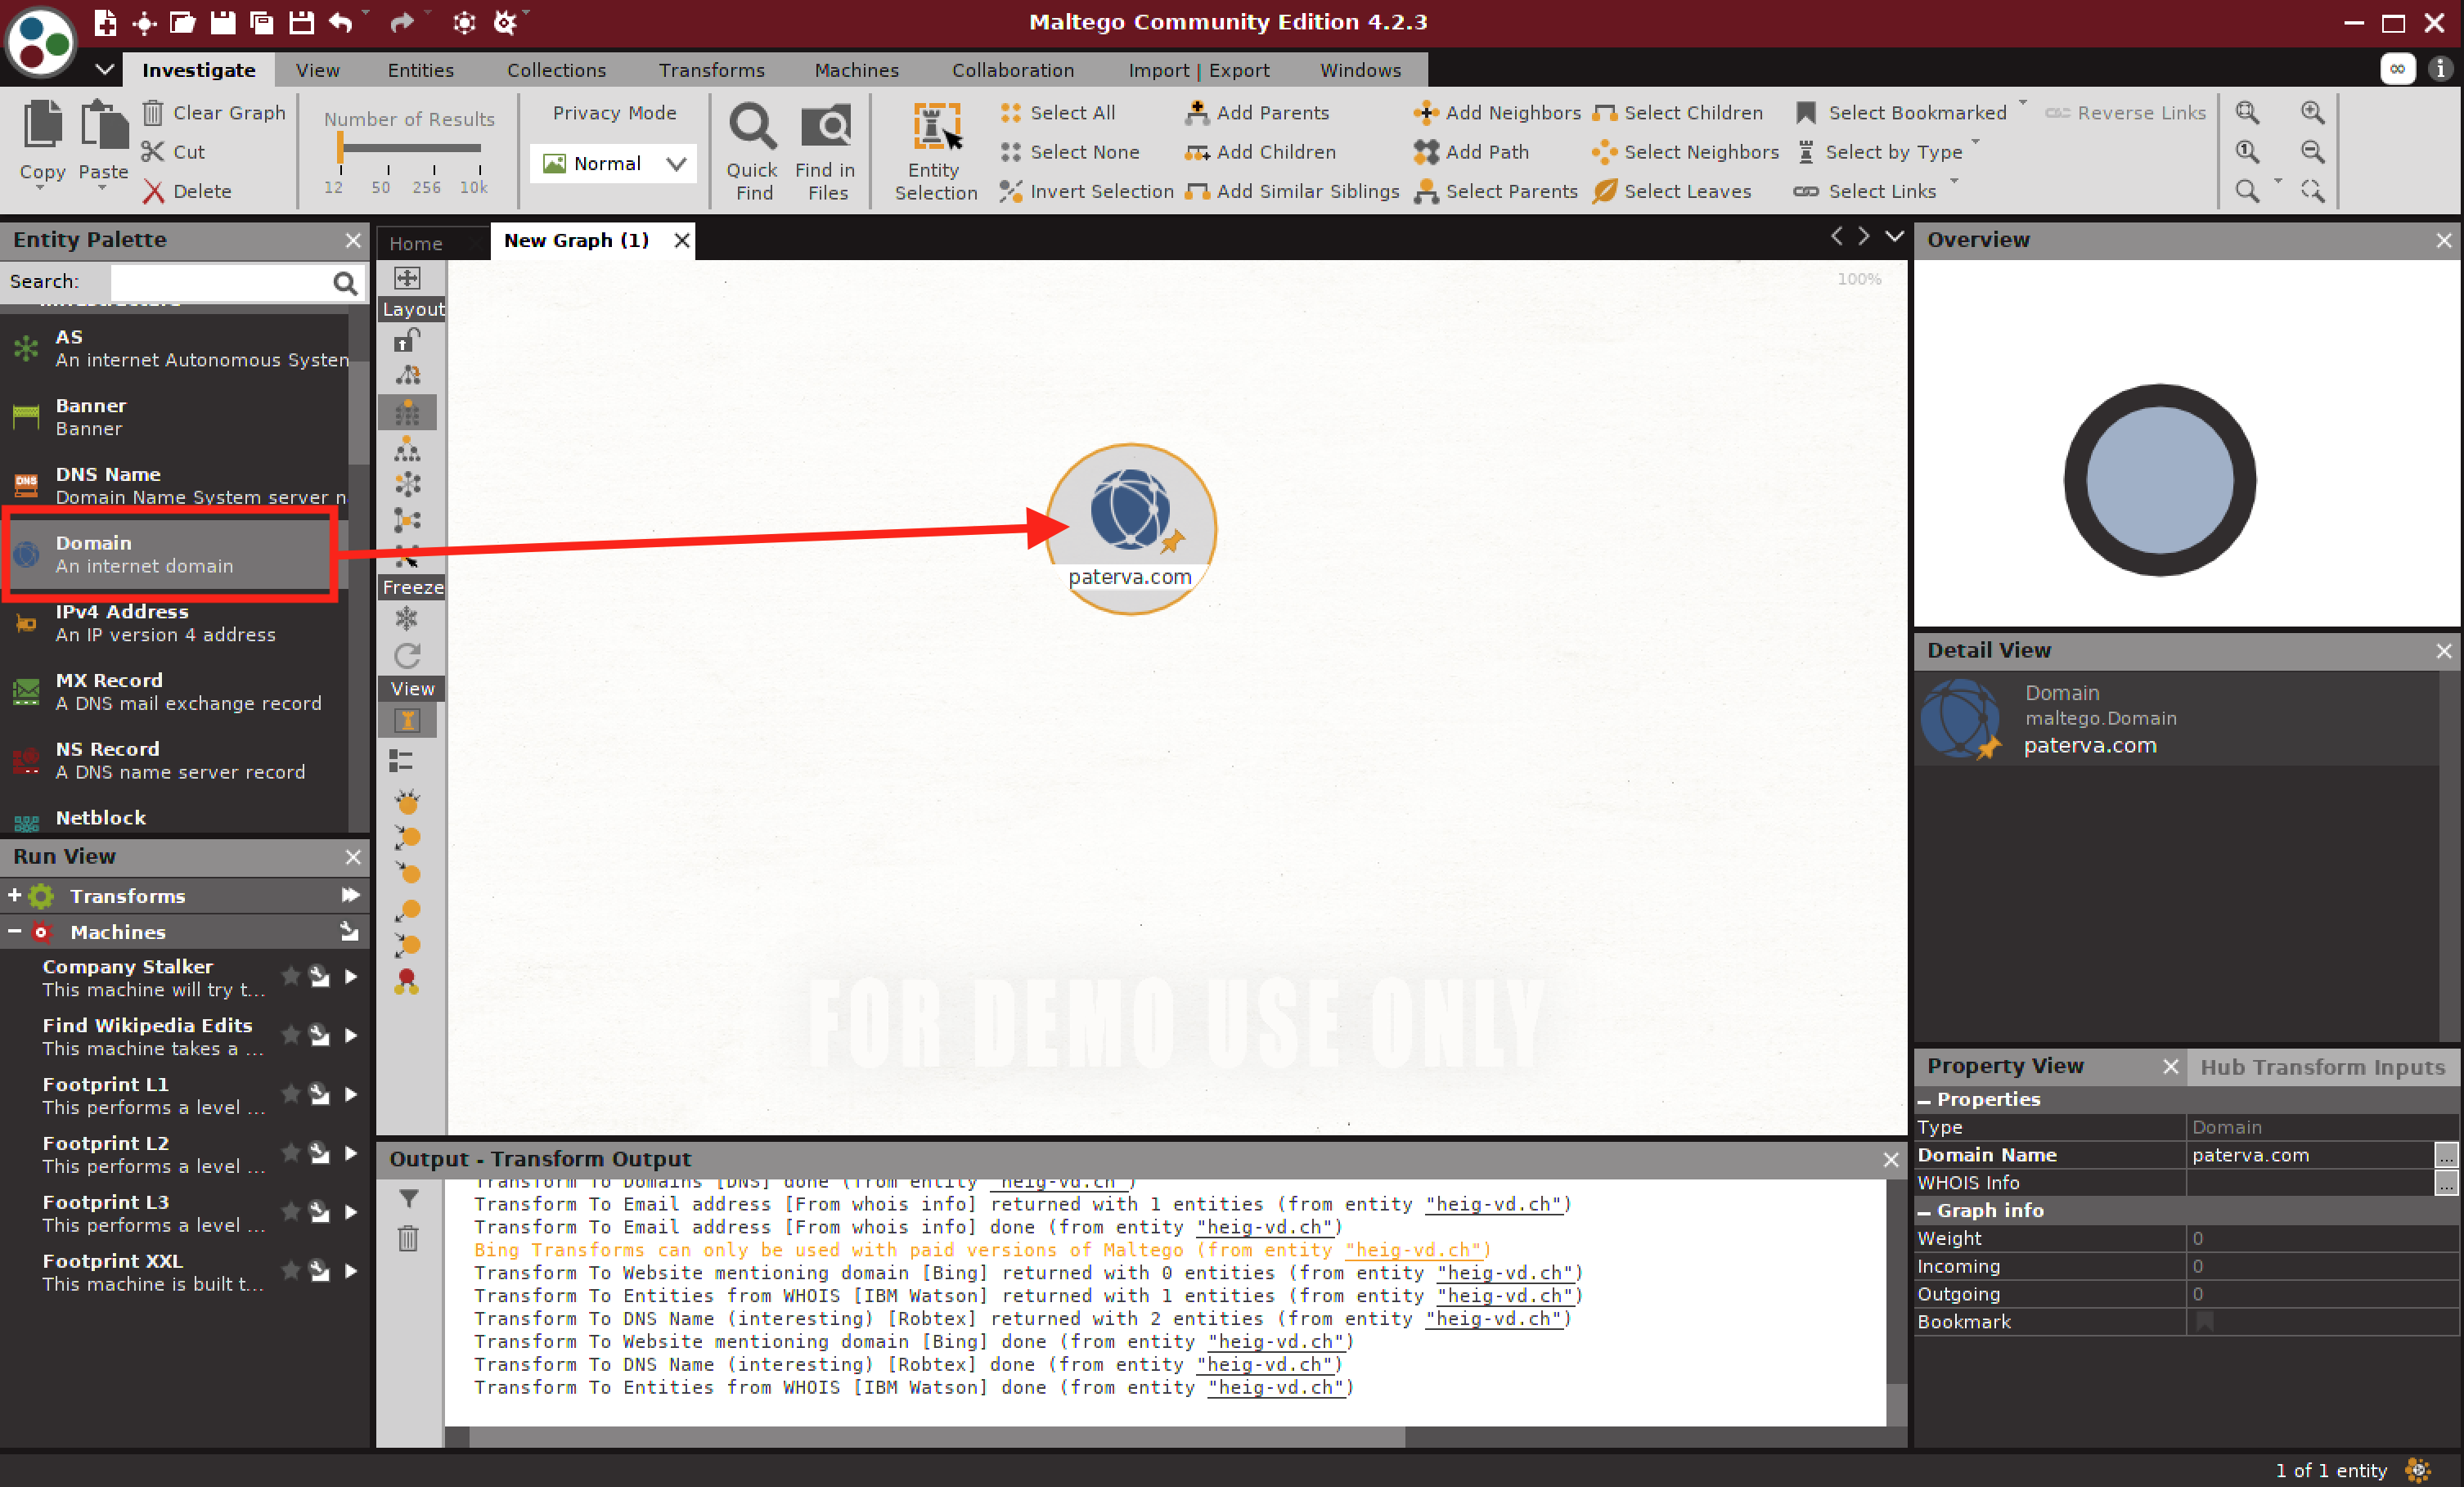 Maltego Community Edition 4.2.3
Investigate View Entities Collections Transforms Machines Collaboration Import | Export Windows
Copy
Paste
Clear Graph
Cut
Delete
Number of Results
12 50 256 10k
Privacy Mode
Normal
Quick Find
Find in Files
Entity Selection
Select All
Select None
Invert Selection
Add Parents
Add Children
Add Similar Siblings
Add Neighbors
Add Path
Select Parents
Select Children
Select Neighbors
Select Leaves
Select Bookmarked
Select by Type
Select Links
Reverse Links
Entity Palette
Search:
AS
An internet Autonomous System
Banner
Banner
DNS Name
Domain Name System server n
Domain
An internet domain
IPv4 Address
An IP version 4 address
MX Record
A DNS mail exchange record
NS Record
A DNS name server record
Netblock
Run View
Transforms
Machines
Company Stalker
This machine will try t...
Find Wikipedia Edits
This machine takes a ...
Footprint L1
This performs a level ...
Footprint L2
This performs a level ...
Footprint L3
This performs a level ...
Footprint XXL
This machine is built t...
Home
New Graph (1)
Layout
Freeze
View
100%
paterva.com
FOR DEMO USE ONLY
Output - Transform Output
Transform To Domains [DNS] done (from entity "heig-vd.ch")
Transform To Email address [From whois info] returned with 1 entities (from entity "heig-vd.ch")
Transform To Email address [From whois info] done (from entity "heig-vd.ch")
Bing Transforms can only be used with paid versions of Maltego (from entity "heig-vd.ch")
Transform To Website mentioning domain [Bing] returned with 0 entities (from entity "heig-vd.ch")
Transform To Entities from WHOIS [IBM Watson] returned with 1 entities (from entity "heig-vd.ch")
Transform To DNS Name (interesting) [Robtex] returned with 2 entities (from entity "heig-vd.ch")
Transform To Website mentioning domain [Bing] done (from entity "heig-vd.ch")
Transform To DNS Name (interesting) [Robtex] done (from entity "heig-vd.ch")
Transform To Entities from WHOIS [IBM Watson] done (from entity "heig-vd.ch")
Overview
Detail View
Domain
maltego.Domain
paterva.com
Property View
Hub Transform Inputs
Properties
Type Domain
Domain Name paterva.com ...
WHOIS Info ...
Graph info
Weight 0
Incoming 0
Outgoing 0
Bookmark
1 of 1 entity